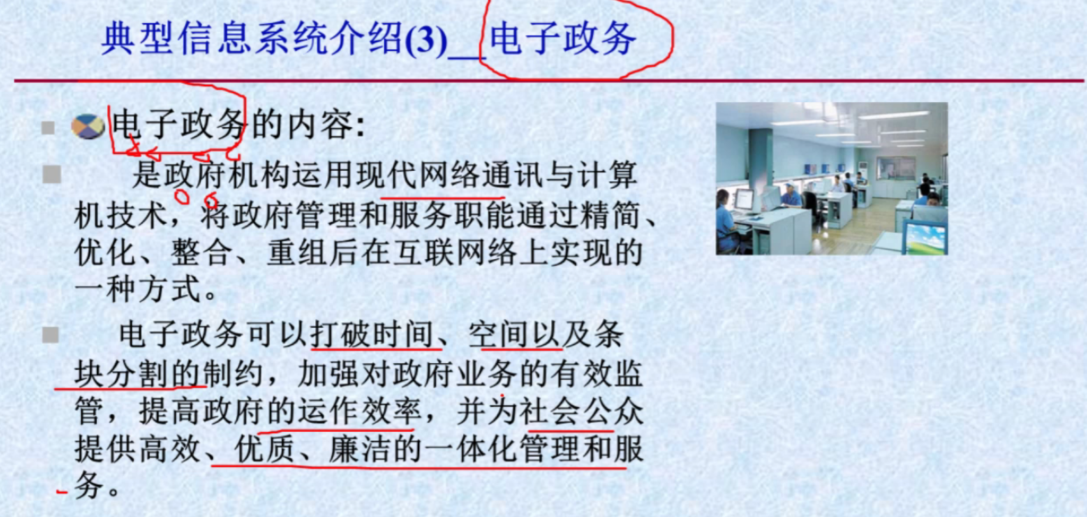 典型信息系统介绍(3)__电子政务
电子政务的内容:
是政府机构运用现代网络通讯与计算
机技术，将政府管理和服务职能通过精简、
优化、整合、重组后在互联网络上实现的
一种方式。
电子政务可以打破时间、空间以及条
块分割的制约，加强对政府业务的有效监
管，提高政府的运作效率，并为社会公众
提供高效、优质、廉洁的一体化管理和服
务。